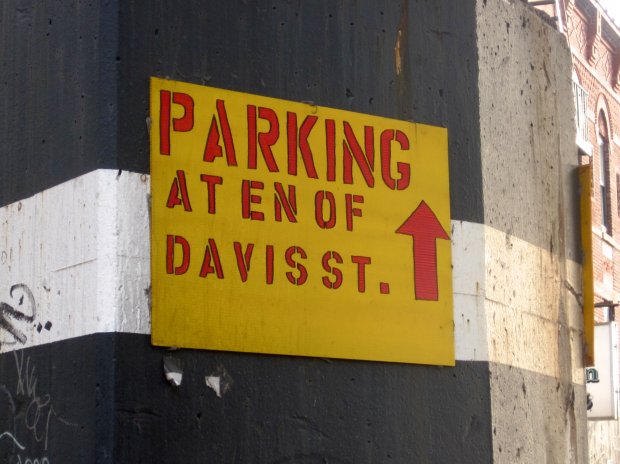 PARKING
AT EN OF
DAVIS ST.